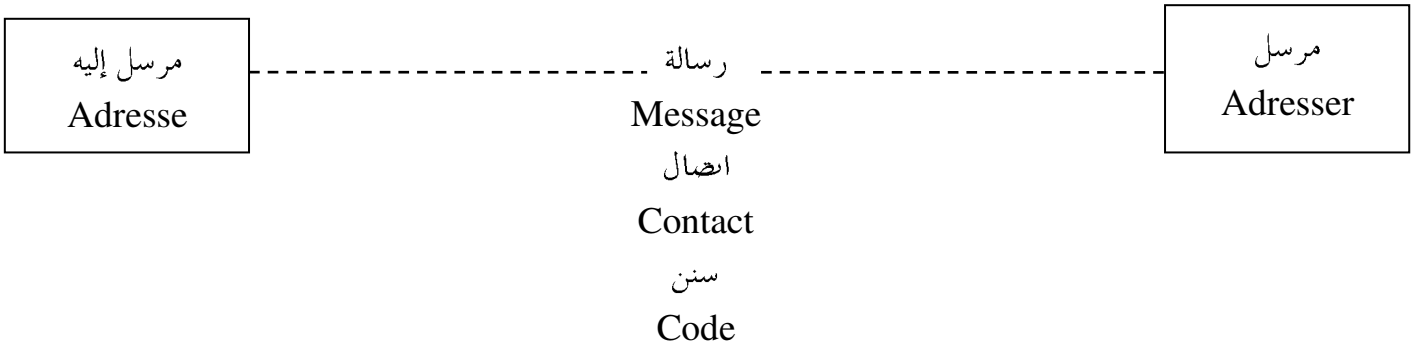 مرسل
Adresser
رسالة
Message
مرسل إليه
Adresse
اتصال
Contact
سنن
Code